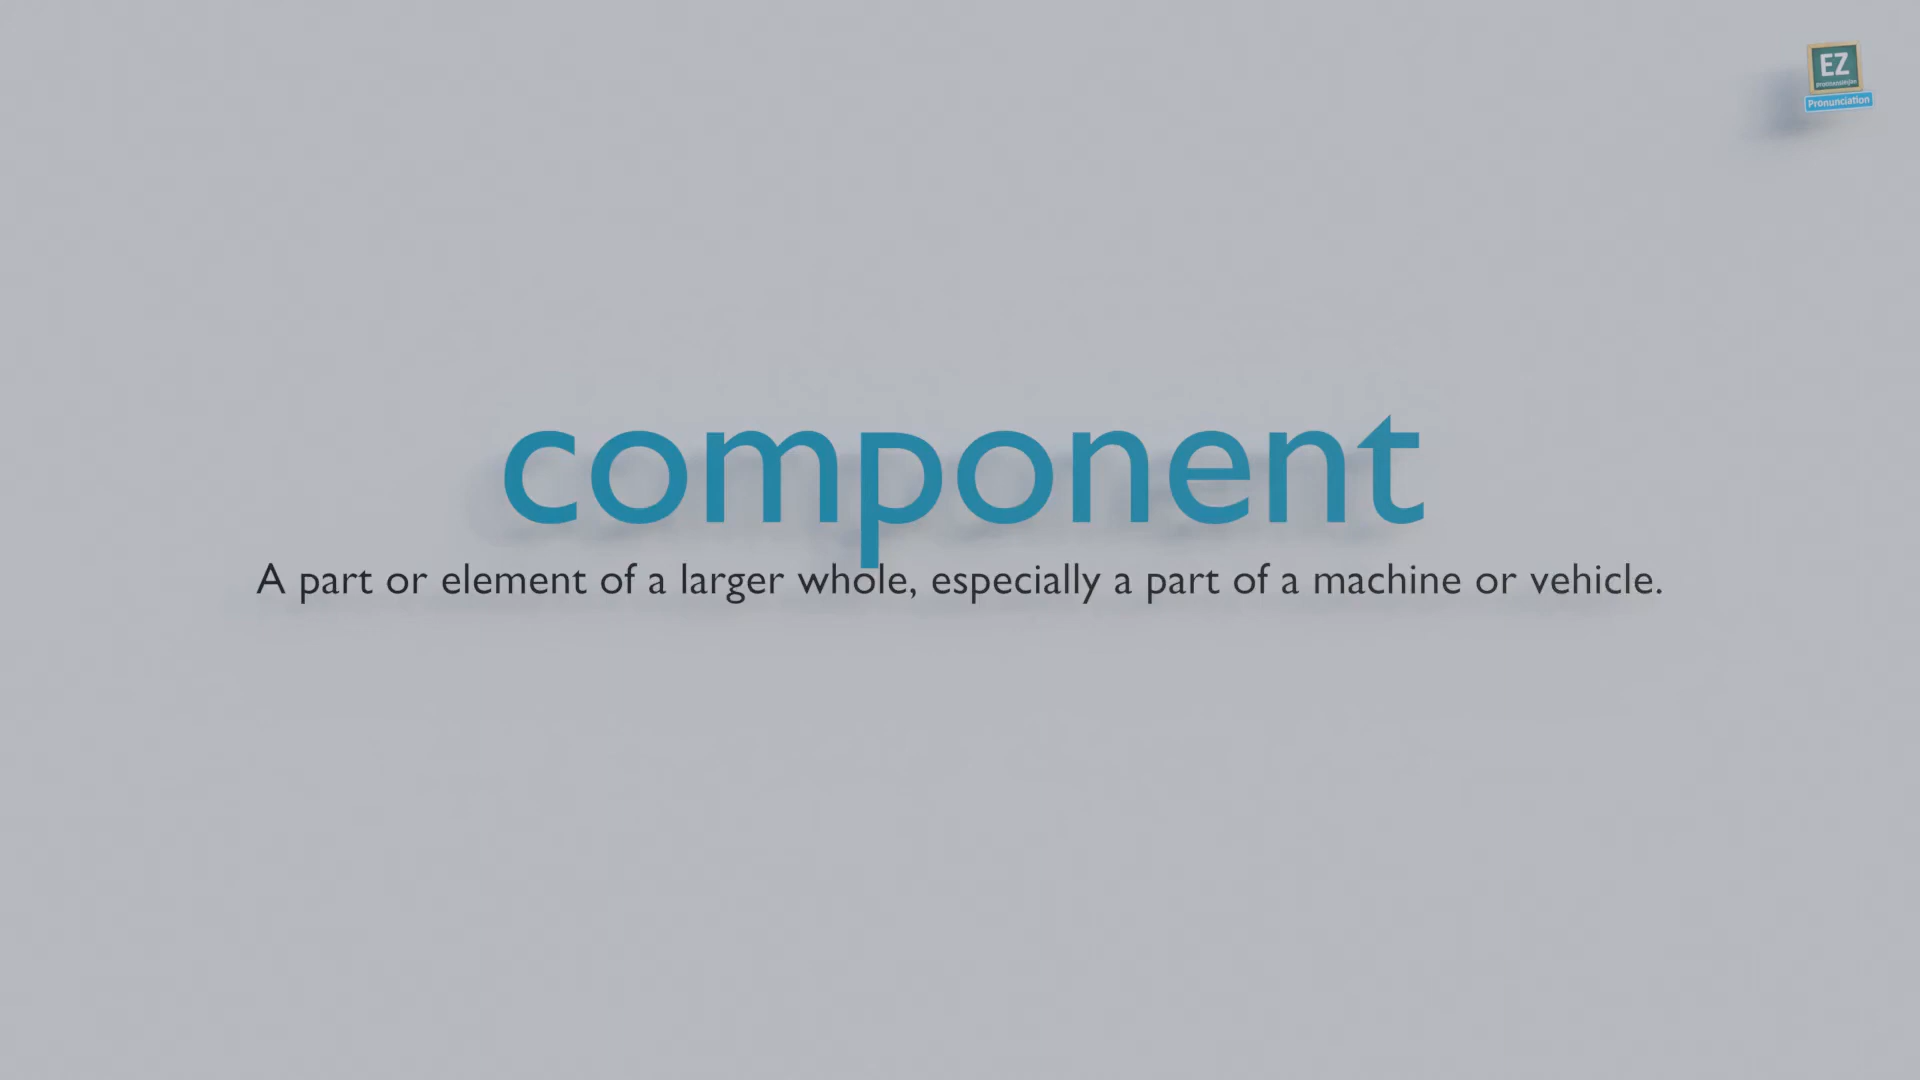 EZ
Pronunciation
component
A part or element of a larger whole, especially a part of a machine or vehicle.